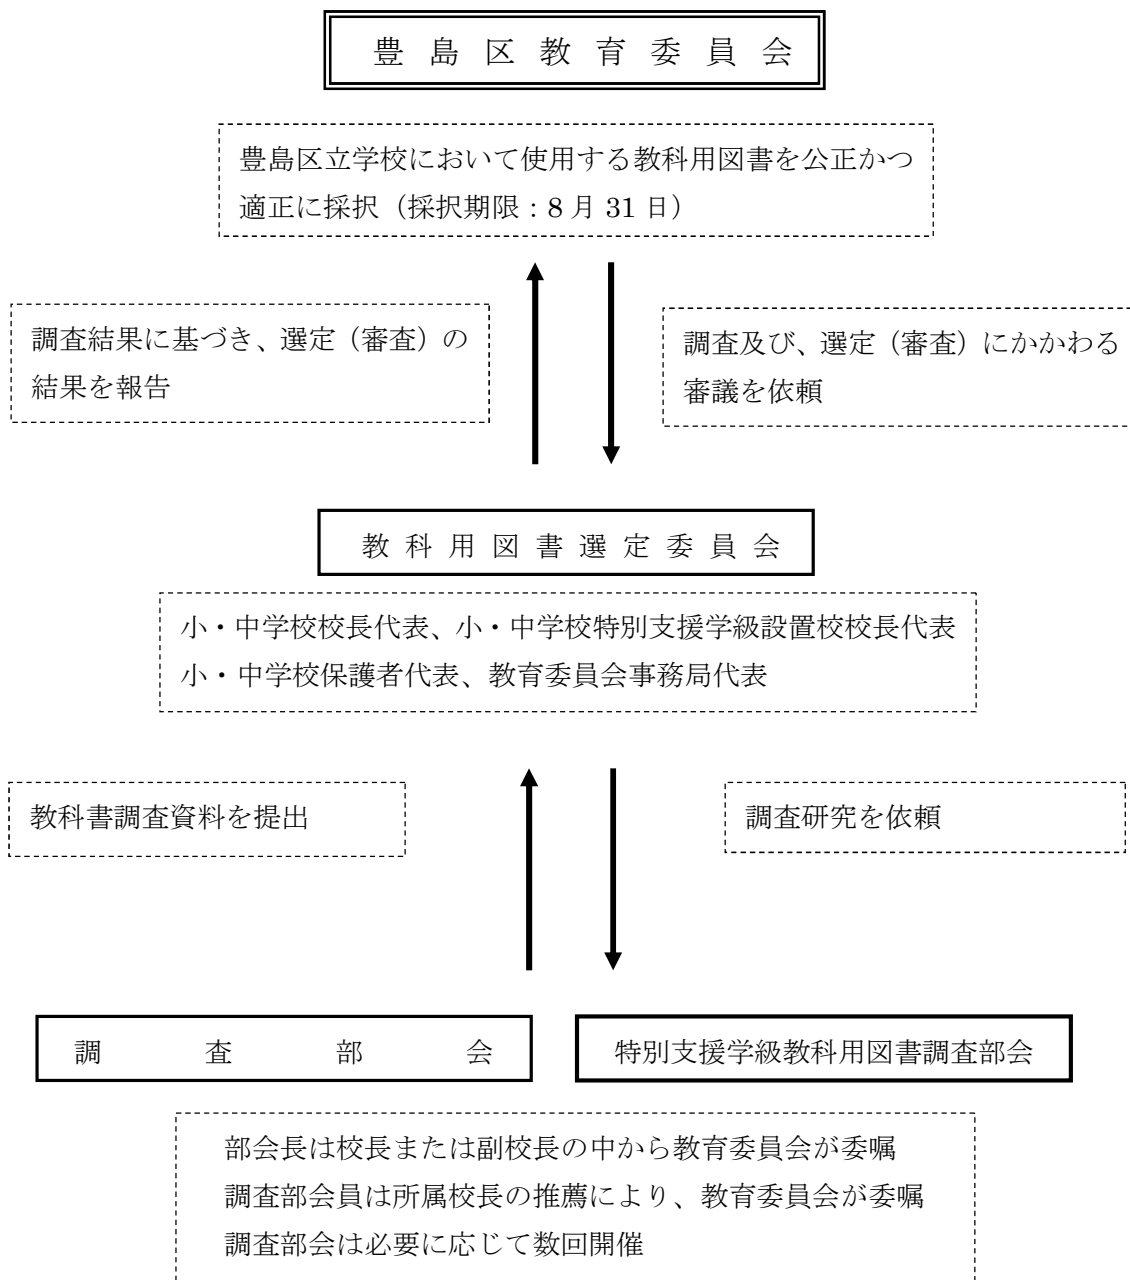 豊島区教育委員会
豊島区立学校において使用する教科用図書を公正かつ
適正に採択（採択期限：8月31日）
調査結果に基づき、選定（審査）の
結果を報告
調査及び、選定（審査）にかかわる
審議を依頼
教科用図書選定委員会
小・中学校校長代表、小・中学校特別支援学級設置校校長代表
小・中学校保護者代表、教育委員会事務局代表
教科書調査資料を提出
調査研究を依頼
調査部会
特別支援学級教科用図書調査部会
部会長は校長または副校長の中から教育委員会が委嘱
調査部会員は所属校長の推薦により、教育委員会が委嘱
調査部会は必要に応じて数回開催